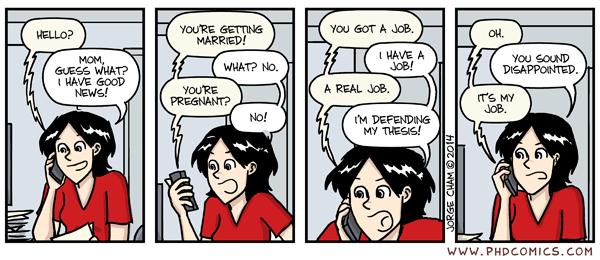 HELLO?
MOM,
GUESS WHAT?
I HAVE GOOD
NEWS!
YOU'RE GETTING
MARRIED!
WHAT? NO.
YOU'RE
PREGNANT?
NO!
YOU GOT A JOB.
I HAVE A
JOB!
A REAL JOB.
I'M DEFENDING
MY THESIS!
JORGE CHAM © 2014
OH.
YOU SOUND
DISAPPOINTED.
IT'S MY
JOB.
WWW.PHDCOMICS.COM